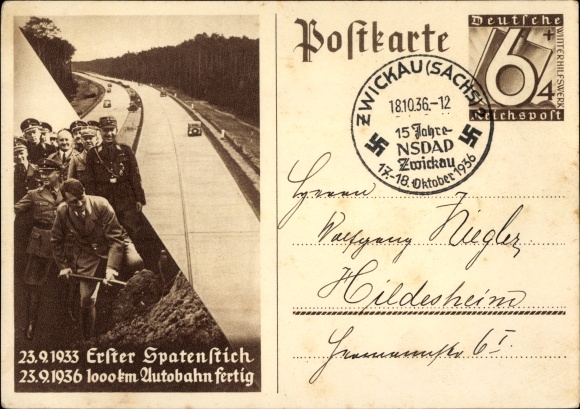 23.9.1933 Erster Spatenstich
23.9.1936 1000 km Autobahn fertig
Postkarte
Deutsche
6+4
WINTERHILFSWERK
Reichspost
ZWICKAU (SACHS)
18.10.36.-12
15 Jahre
NSDAP
Zwickau
17.-18. Oktober 1936
Herrn
Wolfgang Ziegler
Hildesheim
6 I.